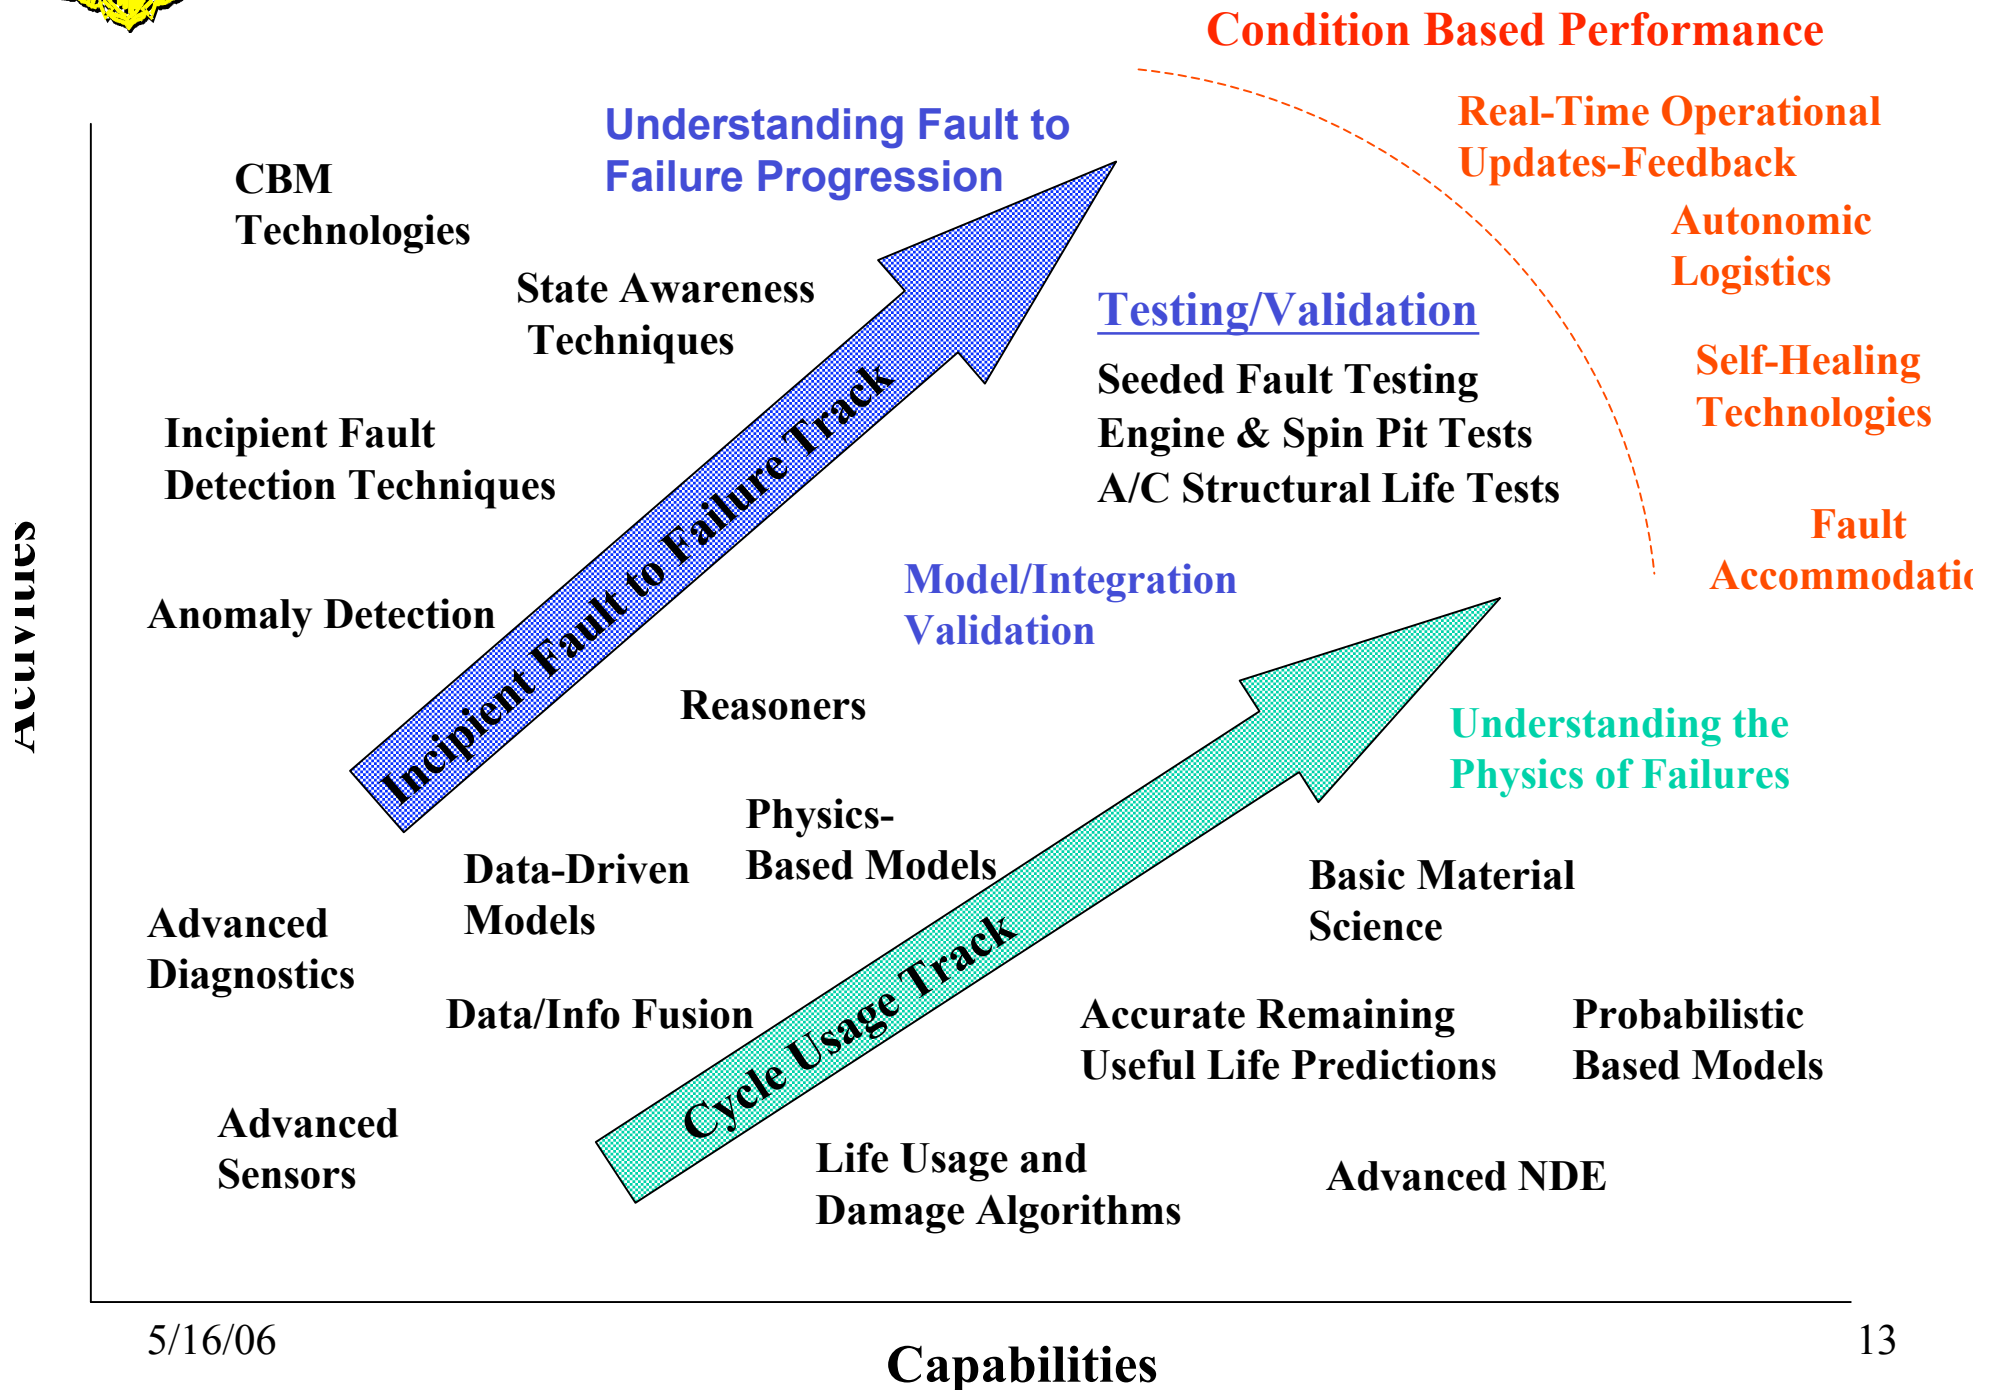 Condition Based Performance
Understanding Fault to
Failure Progression
Real-Time Operational
Updates-Feedback
CBM
Technologies
Autonomic
Logistics
State Awareness
Techniques
Testing/Validation
Seeded Fault Testing
Engine & Spin Pit Tests
A/C Structural Life Tests
Self-Healing
Technologies
Incipient Fault
Detection Techniques
Incipient Fault to Failure Track
Fault
Accommodatio
Activities
Anomaly Detection
Model/Integration
Validation
Reasoners
Understanding the
Physics of Failures
Physics-
Based Models
Data-Driven
Models
Basic Material
Science
Advanced
Diagnostics
Cycle Usage Track
Data/Info Fusion
Accurate Remaining
Useful Life Predictions
Probabilistic
Based Models
Advanced
Sensors
Life Usage and
Damage Algorithms
Advanced NDE
5/16/06
Capabilities
13